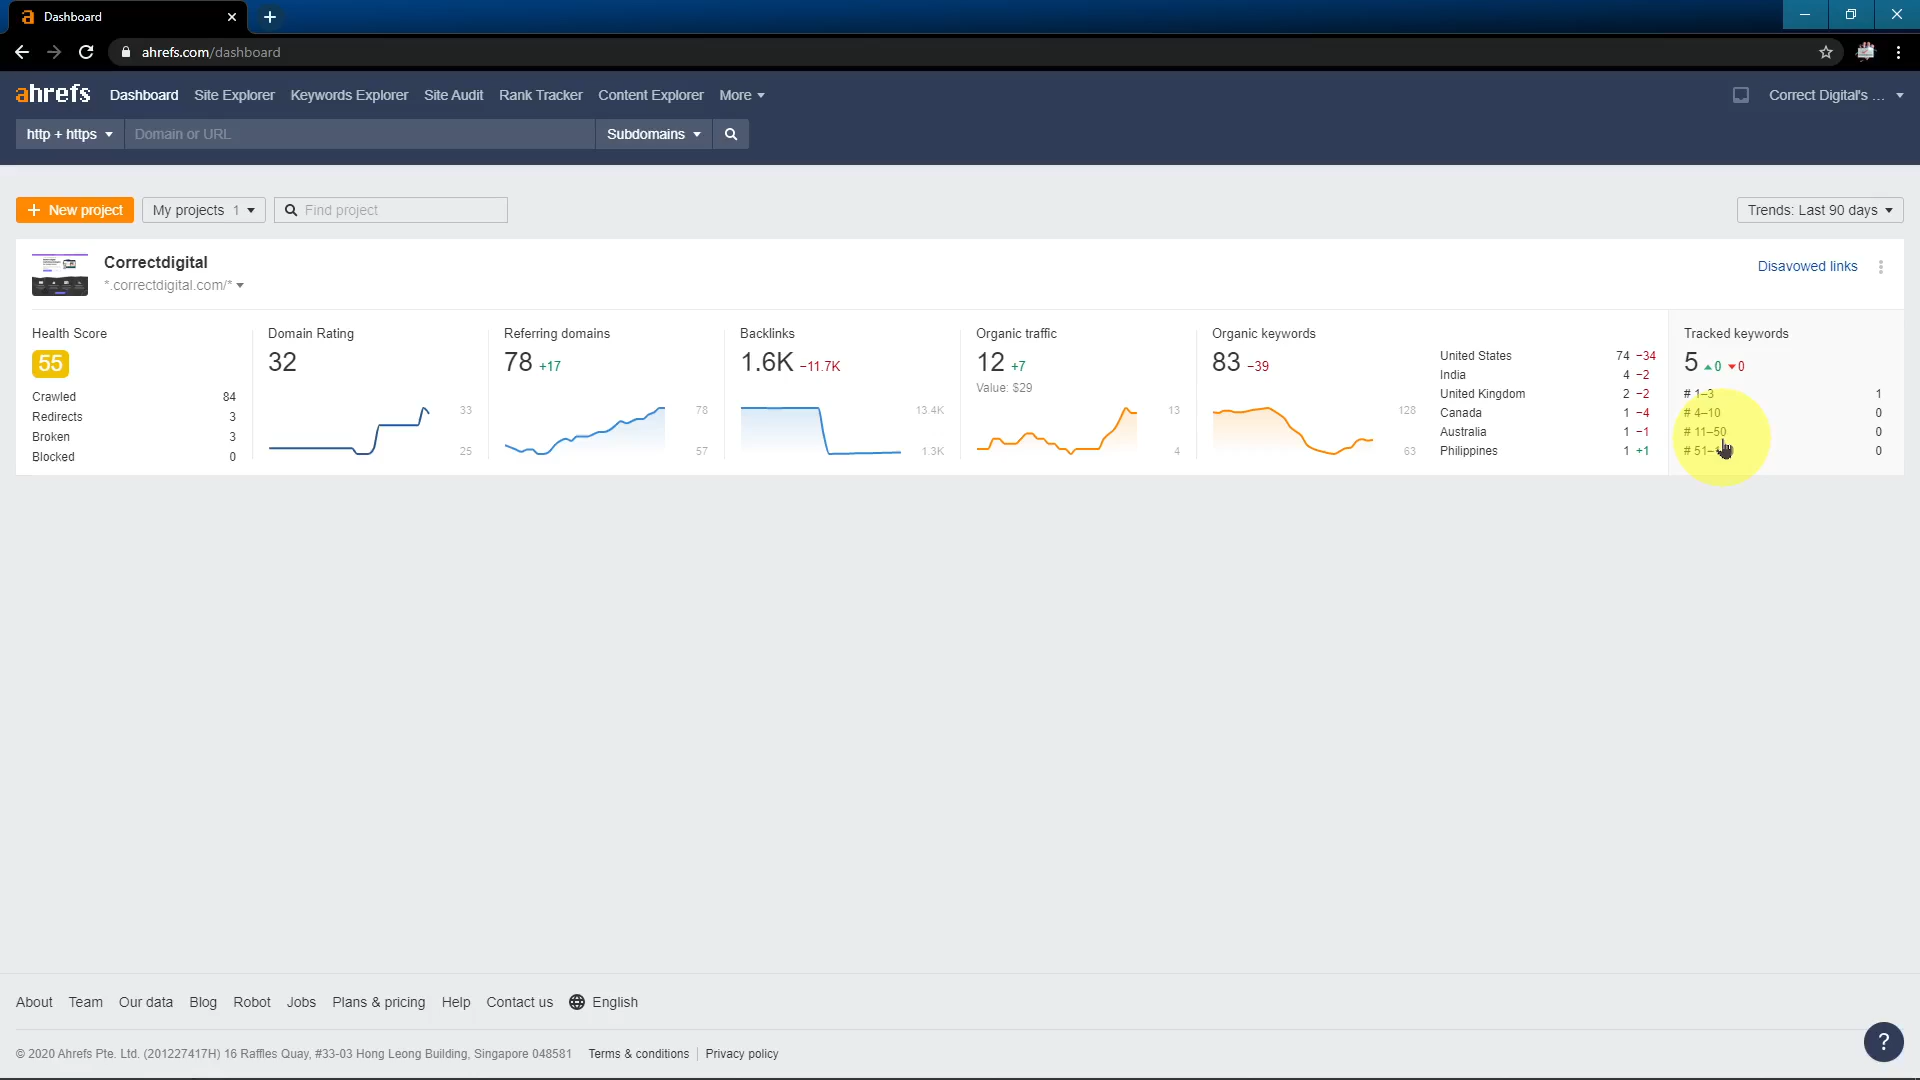 Dashboard
ahrefs.com/dashboard
ahrefs Dashboard Site Explorer Keywords Explorer Site Audit Rank Tracker Content Explorer More Correct Digital's ...
http + https Domain or URL Subdomains
+ New project My projects 1 Find project Trends: Last 90 days
Correctdigital Disavowed links
*.correctdigital.com/*
Health Score
55
Crawled 84
Redirects 3
Broken 3
Blocked 0
Domain Rating
32
33
25
Referring domains
78 +17
78
57
Backlinks
1.6K −11.7K
13.4K
1.3K
Organic traffic
12 +7
Value: $29
13
4
Organic keywords
83 −39
128
63
United States 74 −34
India 4 −2
United Kingdom 2 −2
Canada 1 −4
Australia 1 −1
Philippines 1 +1
Tracked keywords
5 0 0
# 1–3 1
# 4–10 0
# 11–50 0
# 51– 0
About Team Our data Blog Robot Jobs Plans & pricing Help Contact us English
© 2020 Ahrefs Pte. Ltd. (201227417H) 16 Raffles Quay, #33-03 Hong Leong Building, Singapore 048581 Terms & conditions Privacy policy
?